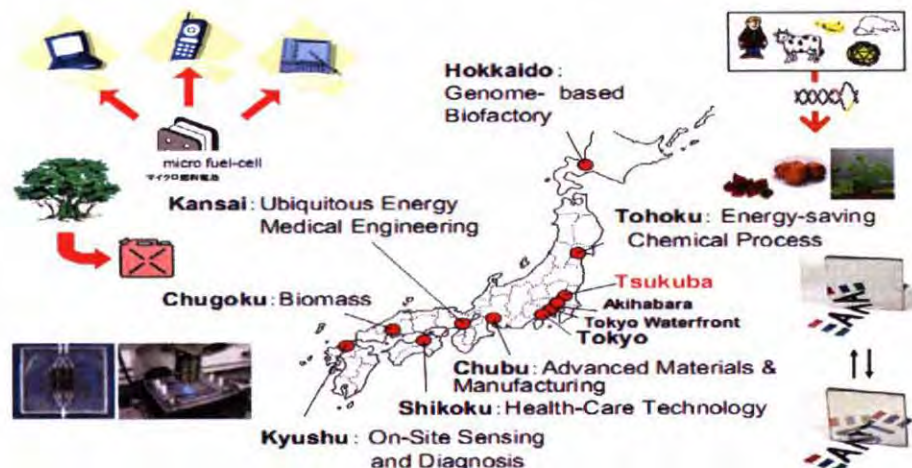 Hokkaido :
Genome- based
Biofactory
micro fuel-cell
マイクロ燃料電池
Kansai : Ubiquitous Energy
Medical Engineering
Tohoku : Energy-saving
Chemical Process
Tsukuba
Akihabara
Tokyo Waterfront
Tokyo
Chugoku : Biomass
Chubu : Advanced Materials &
Manufacturing
Shikoku : Health-Care Technology
Kyushu : On-Site Sensing
and Diagnosis